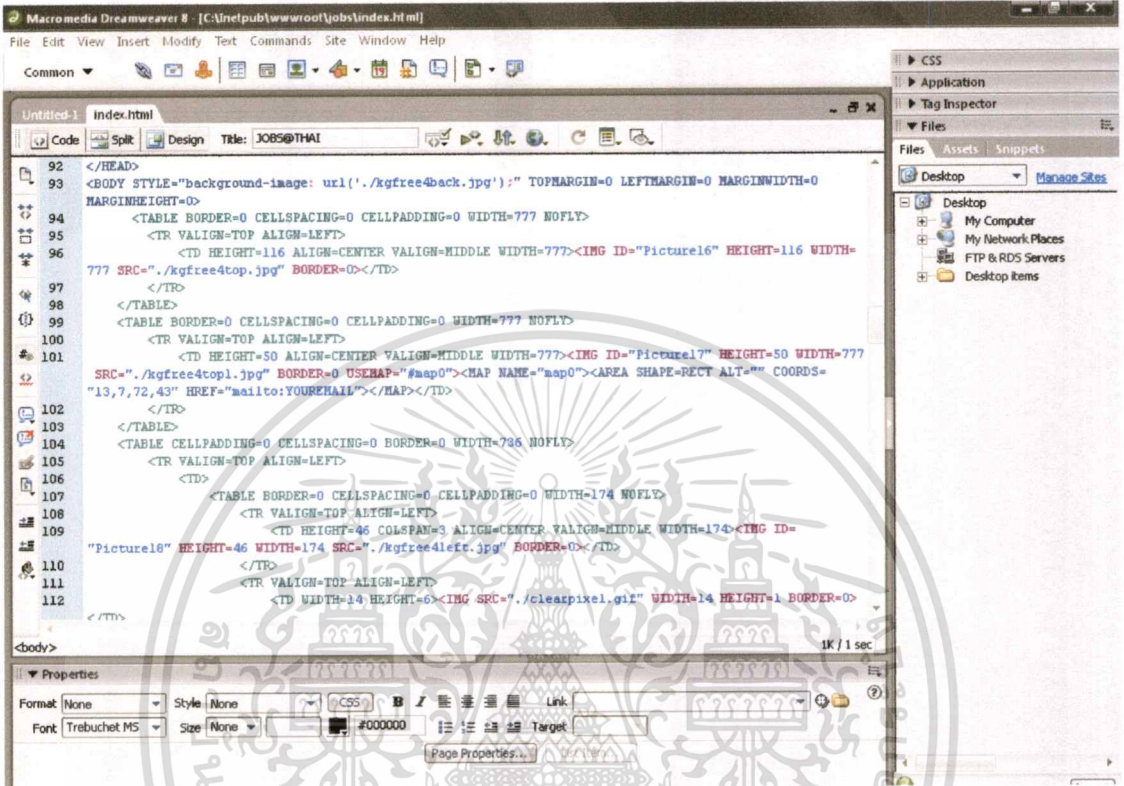 Macromedia Dreamweaver 8 - [C:\Inetpub\wwwroot\jobs\index.html]
File Edit View Insert Modify Text Commands Site Window Help
Common
Untitled-1 index.html
Code Split Design Title: JOBS@THAI
92 </HEAD>
93 <BODY STYLE="background-image: url('./kgfree4back.jpg');" TOPMARGIN=0 LEFTMARGIN=0 MARGINWIDTH=0
MARGINHEIGHT=0>
94 <TABLE BORDER=0 CELLSPACING=0 CELLPADDING=0 WIDTH=777 NOFLY>
95 <TR VALIGN=TOP ALIGN=LEFT>
96 <TD HEIGHT=116 ALIGN=CENTER VALIGN=MIDDLE WIDTH=777><IMG ID="Picture16" HEIGHT=116 WIDTH=
777 SRC="./kgfree4top.jpg" BORDER=0></TD>
97 </TR>
98 </TABLE>
99 <TABLE BORDER=0 CELLSPACING=0 CELLPADDING=0 WIDTH=777 NOFLY>
100 <TR VALIGN=TOP ALIGN=LEFT>
101 <TD HEIGHT=50 ALIGN=CENTER VALIGN=MIDDLE WIDTH=777><IMG ID="Picture17" HEIGHT=50 WIDTH=777
SRC="./kgfree4top1.jpg" BORDER=0 USEMAP="#map0"><MAP NAME="map0"><AREA SHAPE=RECT ALT="" COORDS=
"13,7,72,43" HREF="mailto:YOUREMAIL"></MAP></TD>
102 </TR>
103 </TABLE>
104 <TABLE CELLPADDING=0 CELLSPACING=0 BORDER=0 WIDTH=736 NOFLY>
105 <TR VALIGN=TOP ALIGN=LEFT>
106 <TD>
107 <TABLE BORDER=0 CELLSPACING=0 CELLPADDING=0 WIDTH=174 NOFLY>
108 <TR VALIGN=TOP ALIGN=LEFT>
109 <TD HEIGHT=46 COLSPAN=3 ALIGN=CENTER VALIGN=MIDDLE WIDTH=174><IMG ID=
"Picture18" HEIGHT=46 WIDTH=174 SRC="./kgfree4left.jpg" BORDER=0></TD>
110 </TR>
111 <TR VALIGN=TOP ALIGN=LEFT>
112 <TD WIDTH=14 HEIGHT=6><IMG SRC="./clearpixel.gif" WIDTH=14 HEIGHT=1 BORDER=0>
</TD>
<body> 1K / 1 sec
Properties
Format None Style None CSS B I Link
Font Trebuchet MS Size None #000000 Target
Page Properties... List Item...
CSS
Application
Tag Inspector
Files
Files Assets Snippets
Desktop Manage Sites
Desktop
My Computer
My Network Places
FTP & RDS Servers
Desktop items